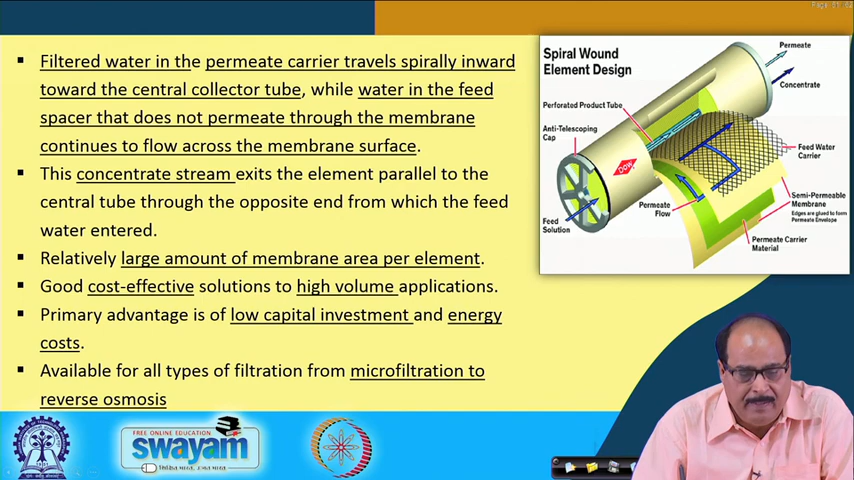 Filtered water in the permeate carrier travels spirally inward
toward the central collector tube, while water in the feed
spacer that does not permeate through the membrane
continues to flow across the membrane surface.
This concentrate stream exits the element parallel to the
central tube through the opposite end from which the feed
water entered.
Relatively large amount of membrane area per element.
Good cost-effective solutions to high volume applications.
Primary advantage is of low capital investment and energy
costs.
Available for all types of filtration from microfiltration to
reverse osmosis
Spiral Wound
Element Design
Permeate
Concentrate
Perforated Product Tube
Anti-Telescoping
Cap
Feed Water
Carrier
DOW
Semi-Permeable
Membrane
Edges are glued to form
Permeate Envelope
Permeate
Flow
Feed
Solution
Permeate Carrier
Material
FREE ONLINE EDUCATION
swayam
शिक्षित भारत, उन्नत भारत
1951